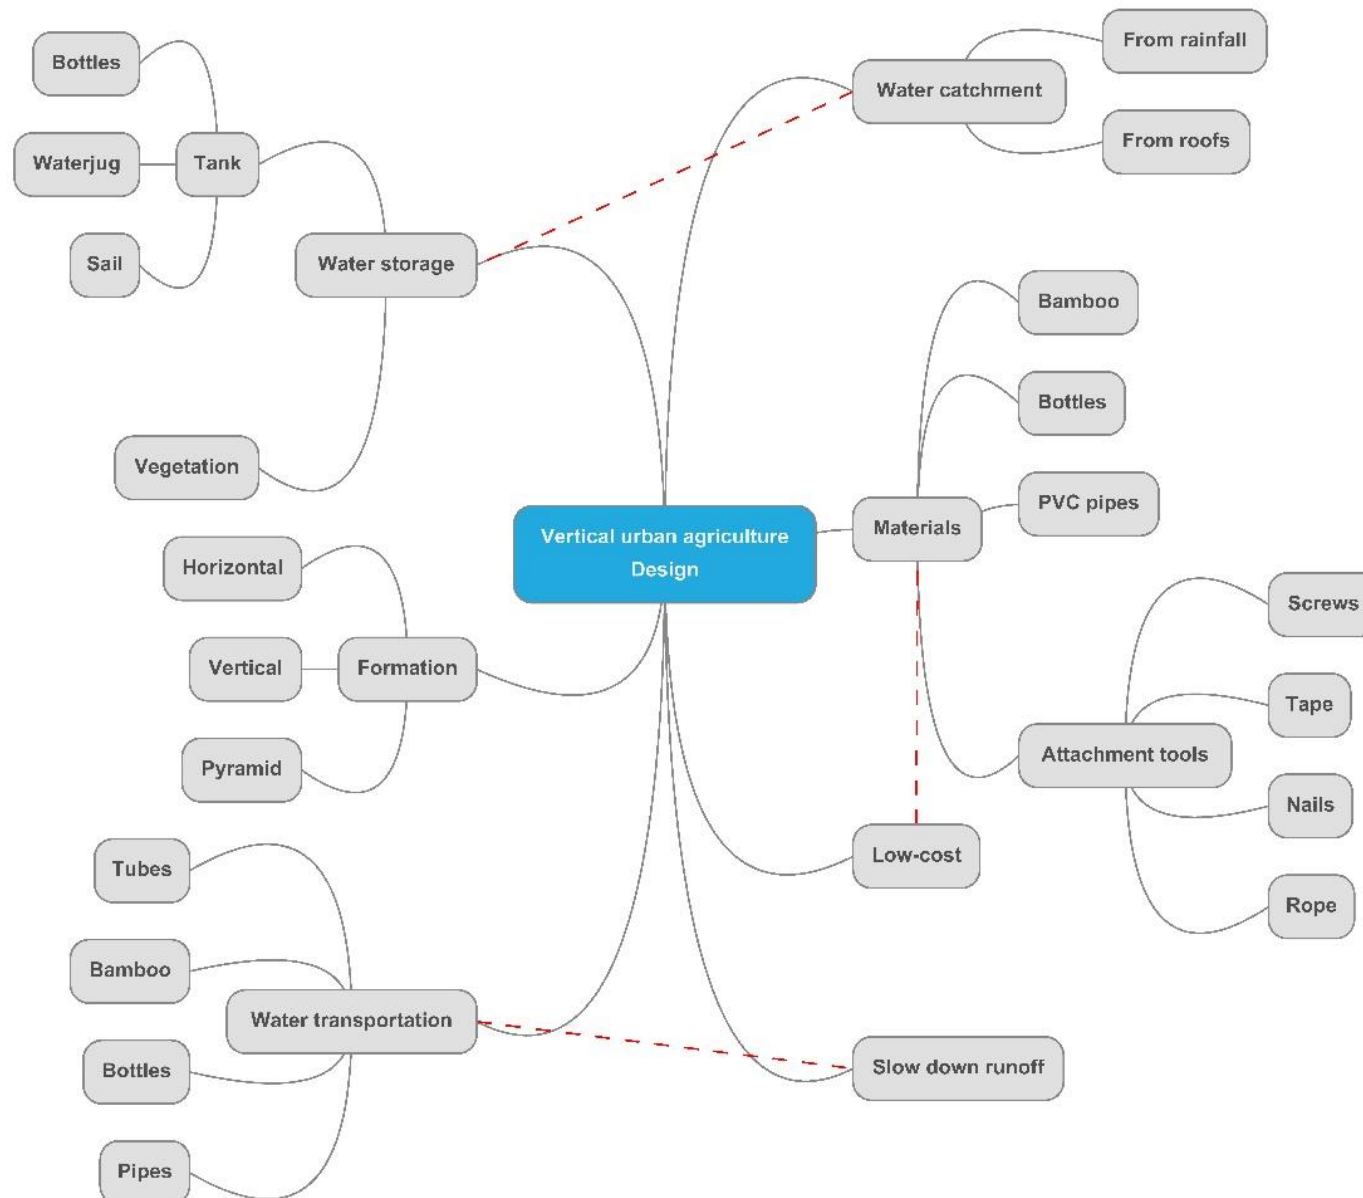 From rainfall
Bottles
Water catchment
From roofs
Waterjug
Tank
Sail
Water storage
Bamboo
Bottles
Vegetation
PVC pipes
Materials
Vertical urban agriculture
Design
Horizontal
Screws
Vertical
Formation
Tape
Pyramid
Attachment tools
Nails
Low-cost
Tubes
Rope
Bamboo
Water transportation
Bottles
Slow down runoff
Pipes